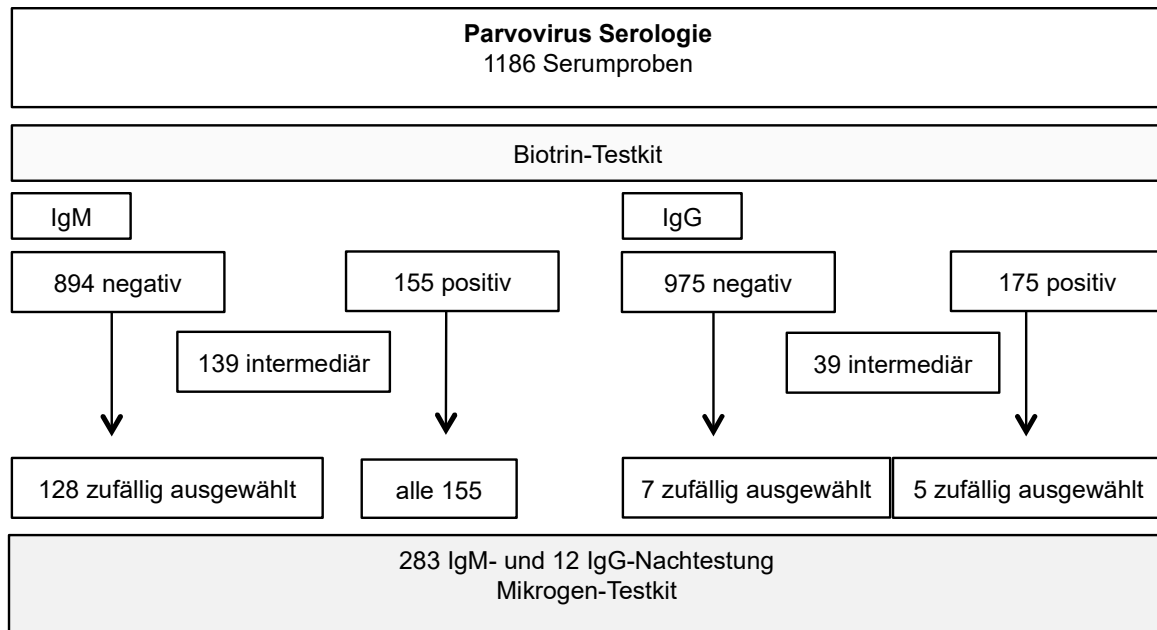 Parvovirus Serologie
1186 Serumproben
Biotrin-Testkit
IgM
IgG
894 negativ
155 positiv
975 negativ
175 positiv
139 intermediär
39 intermediär
128 zufällig ausgewählt
alle 155
7 zufällig ausgewählt
5 zufällig ausgewählt
283 IgM- und 12 IgG-Nachtestung
Mikrogen-Testkit